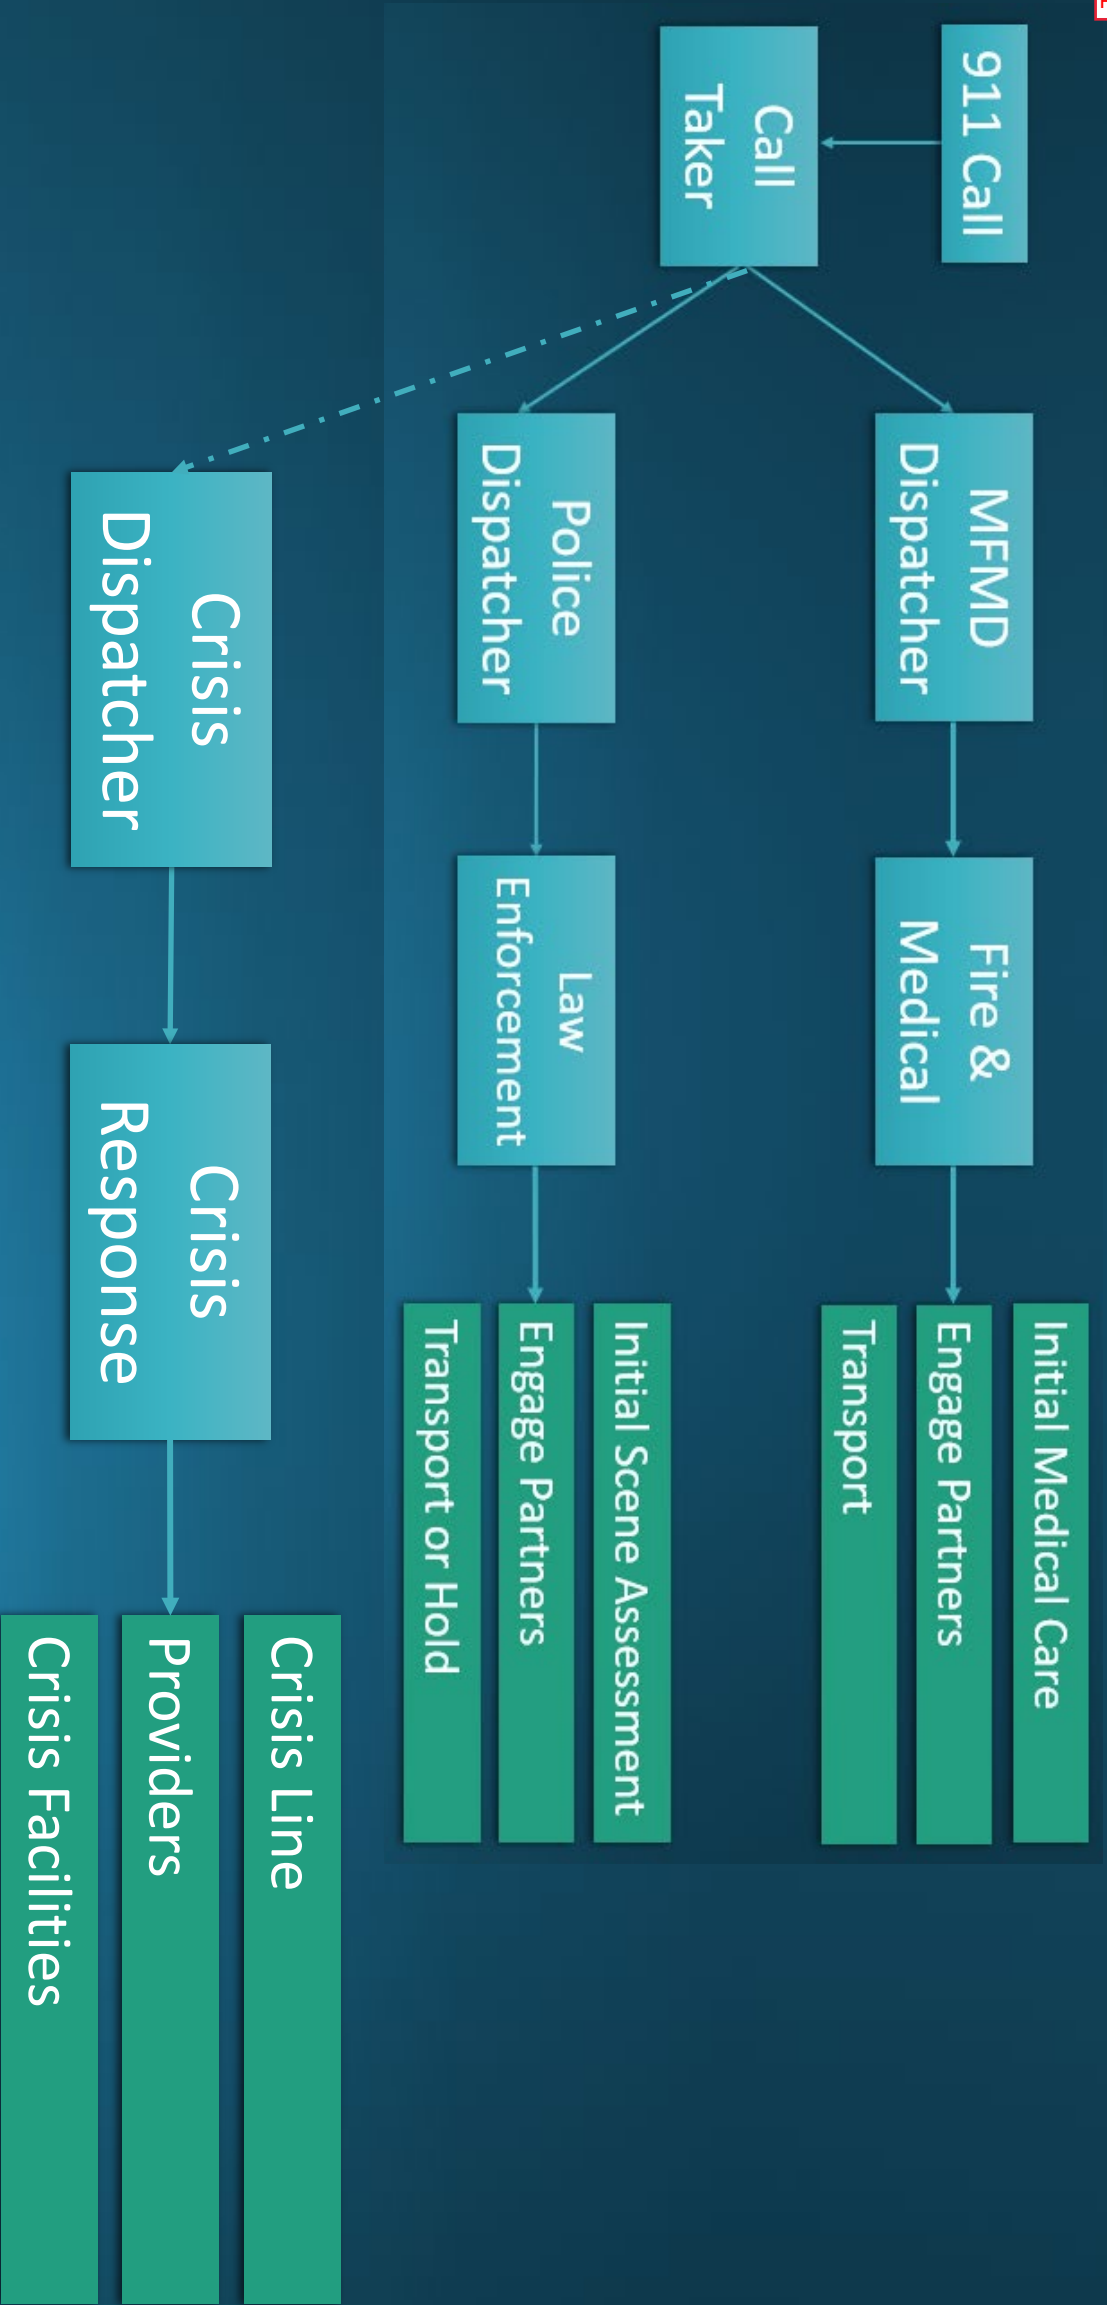 911 Call
Call
Taker
MFMD
Dispatcher
Fire &
Medical
Initial Medical Care
Engage Partners
Transport
Police
Dispatcher
Law
Enforcement
Initial Scene Assessment
Engage Partners
Transport or Hold
Crisis
Dispatcher
Crisis
Response
Crisis Line
Providers
Crisis Facilities